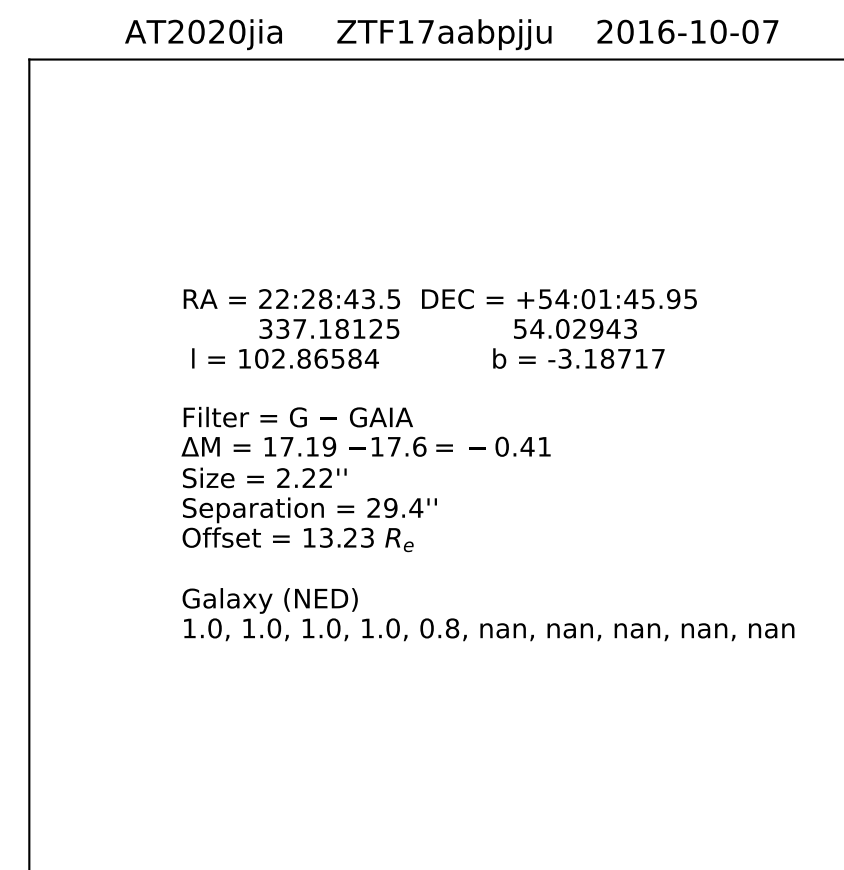 AT2020jia ZTF17aabpjju 2016-10-07
RA = 22:28:43.5 DEC = +54:01:45.95
337.18125 54.02943
l = 102.86584 b = -3.18717
Filter = G − GAIA
ΔM = 17.19 −17.6 = − 0.41
Size = 2.22''
Separation = 29.4''
Offset = 13.23 Rₑ
Galaxy (NED)
1.0, 1.0, 1.0, 1.0, 0.8, nan, nan, nan, nan, nan